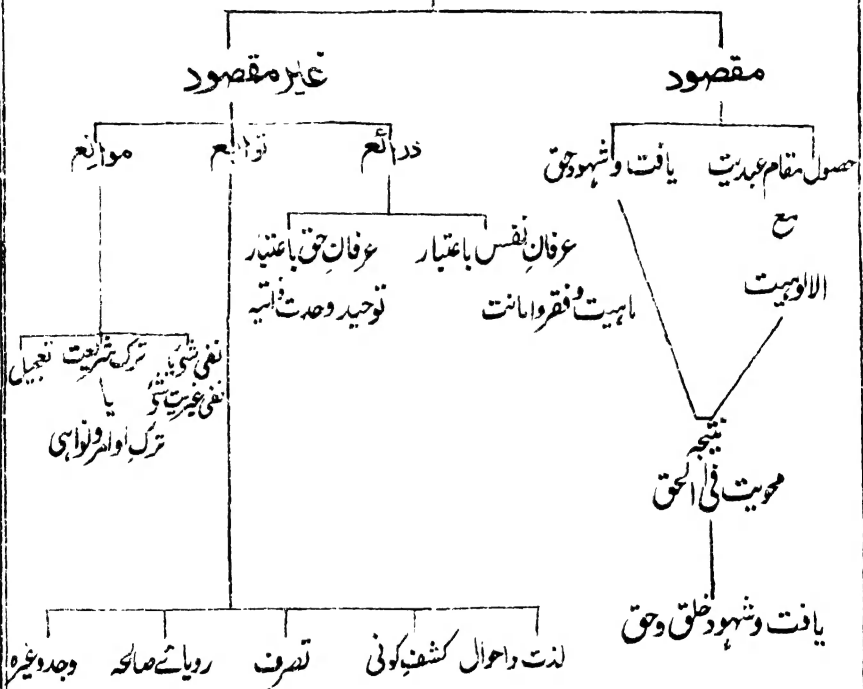 مقصود
غیر مقصود
حصول مقام عبدیت
مع
الالوہیت
یافت و شہود حق
ذرائع
توابع
موانع
عرفانِ نفس باعتبار
ماہیت و فقر و امانت
عرفانِ حق باعتبار
توحید وحدت ذاتیہ
نفی شئ یا
نفی غیریتِ شئ
ترک شریعت
یا
ترکِ اوامر و نواہی
تعجیل
نتیجہ
محویت فی الحق
یافت و شہود خلق و حق
لذت و احوال
کشفِ کونی
تصرف
رویائے صالحہ
وجد وغیرہ